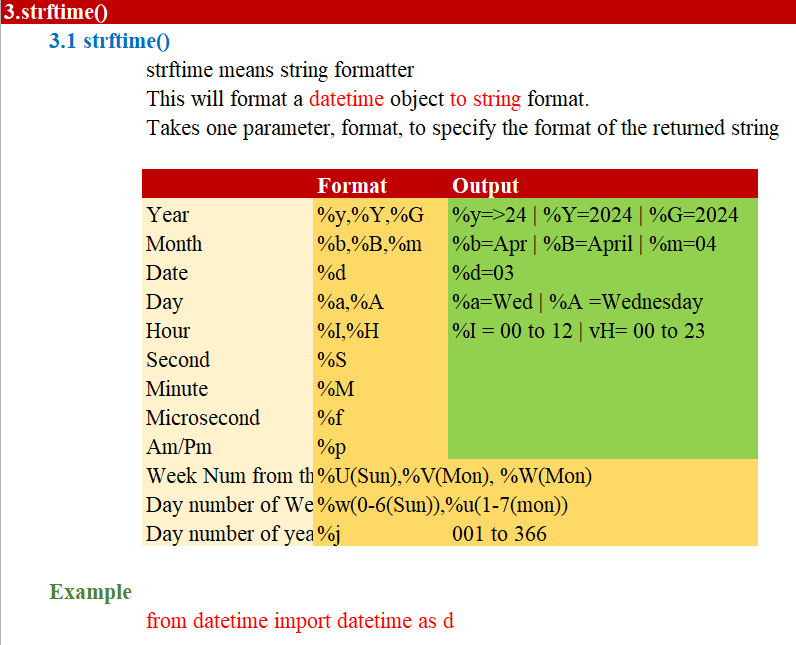 3.strftime()
3.1 strftime()
strftime means string formatter
This will format a datetime object to string format.
Takes one parameter, format, to specify the format of the returned string
Format Output
Year %y,%Y,%G %y=>24 | %Y=2024 | %G=2024
Month %b,%B,%m %b=Apr | %B=April | %m=04
Date %d %d=03
Day %a,%A %a=Wed | %A =Wednesday
Hour %I,%H %I = 00 to 12 | vH= 00 to 23
Second %S
Minute %M
Microsecond %f
Am/Pm %p
Week Num from th %U(Sun),%V(Mon), %W(Mon)
Day number of We %w(0-6(Sun)),%u(1-7(mon))
Day number of yea %j 001 to 366
Example
from datetime import datetime as d